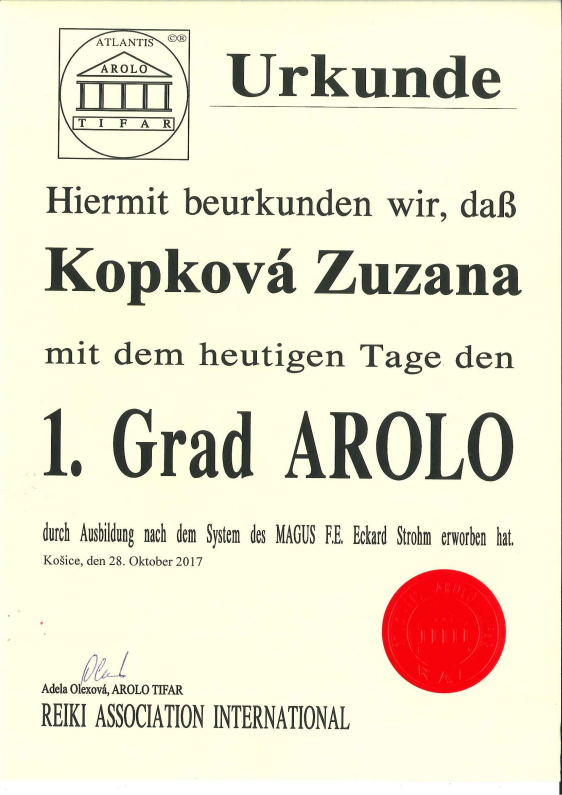 ATLANTIS ©®
AROLO
TIFAR
Urkunde
Hiermit beurkunden wir, daß
Kopková Zuzana
mit dem heutigen Tage den
1. Grad AROLO
durch Ausbildung nach dem System des MAGUS F.E. Eckard Strohm erworben hat.
Košice, den 28. Oktober 2017
Adela Olexová, AROLO TIFAR
REIKI ASSOCIATION INTERNATIONAL
RAI